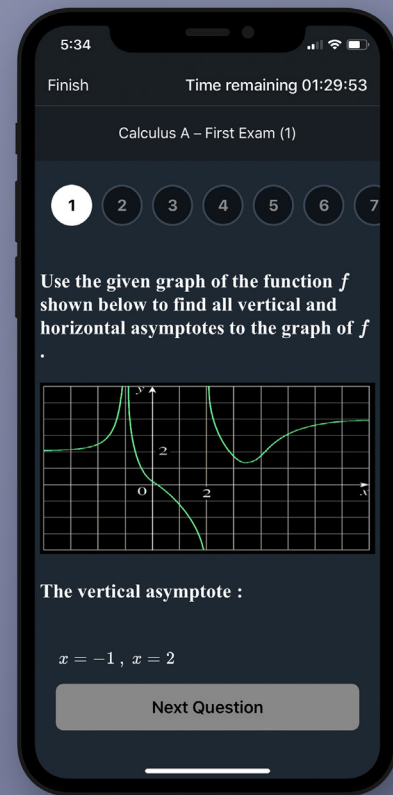 5:34
Finish Time remaining 01:29:53
Calculus A – First Exam (1)
1 2 3 4 5 6 7
Use the given graph of the function f
shown below to find all vertical and
horizontal asymptotes to the graph of f
.
y
2
O 2 x
The vertical asymptote :
x = −1 , x = 2
Next Question